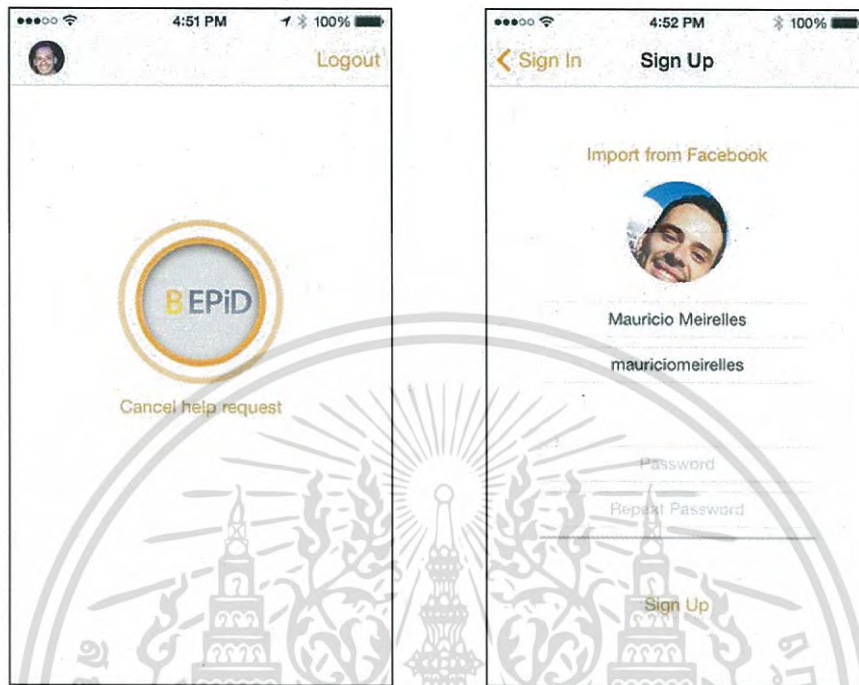 4:51 PM
100%
Logout
BEPiD
Cancel help request
4:52 PM
100%
Sign In
Sign Up
Import from Facebook
Mauricio Meirelles
mauriciomeirelles
Password
Repeat Password
Sign Up